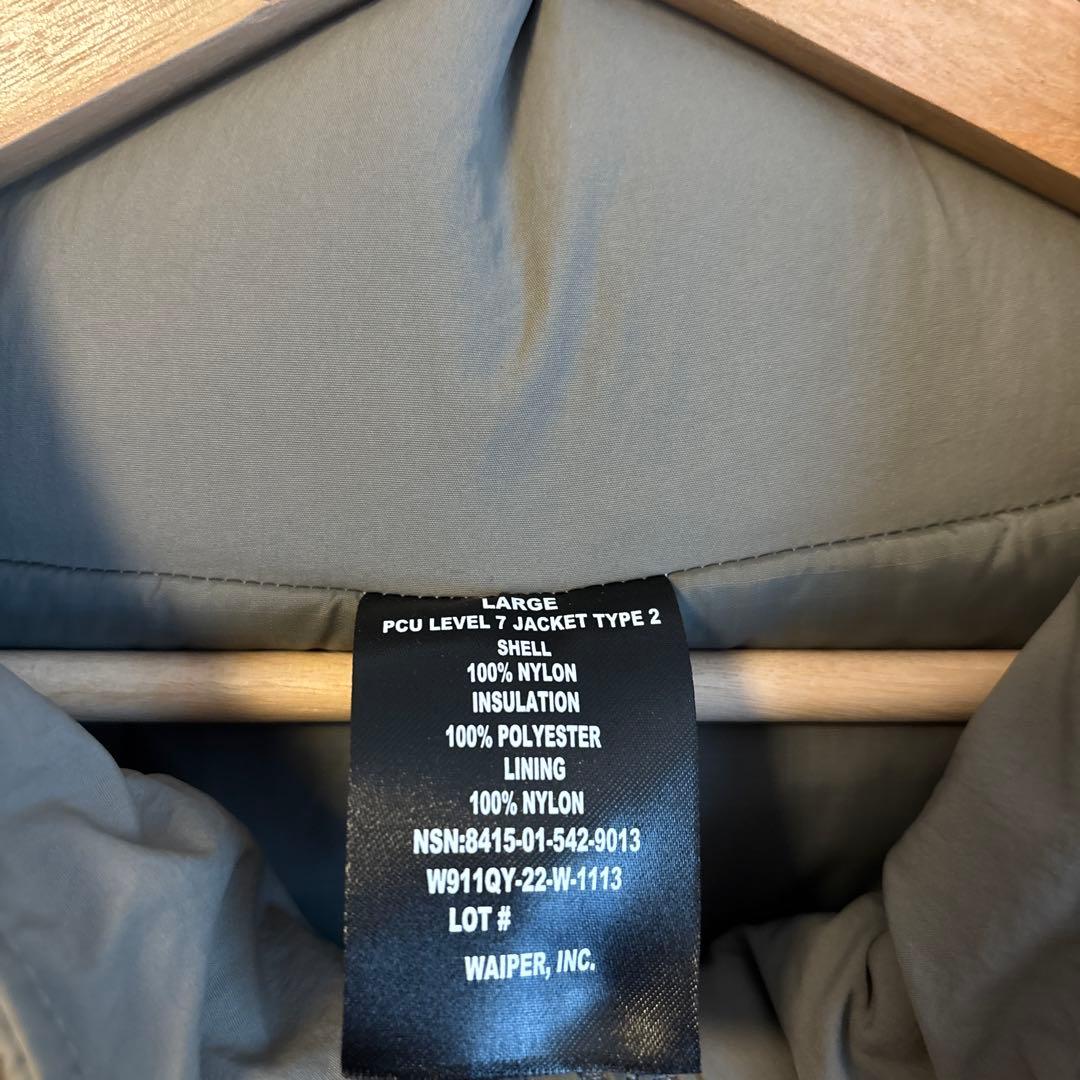 LARGE
PCU LEVEL 7 JACKET TYPE 2
SHELL
100% NYLON
INSULATION
100% POLYESTER
LINING
100% NYLON
NSN:8415-01-542-9013
W911QY-22-W-1113
LOT #
WAIPER, INC.